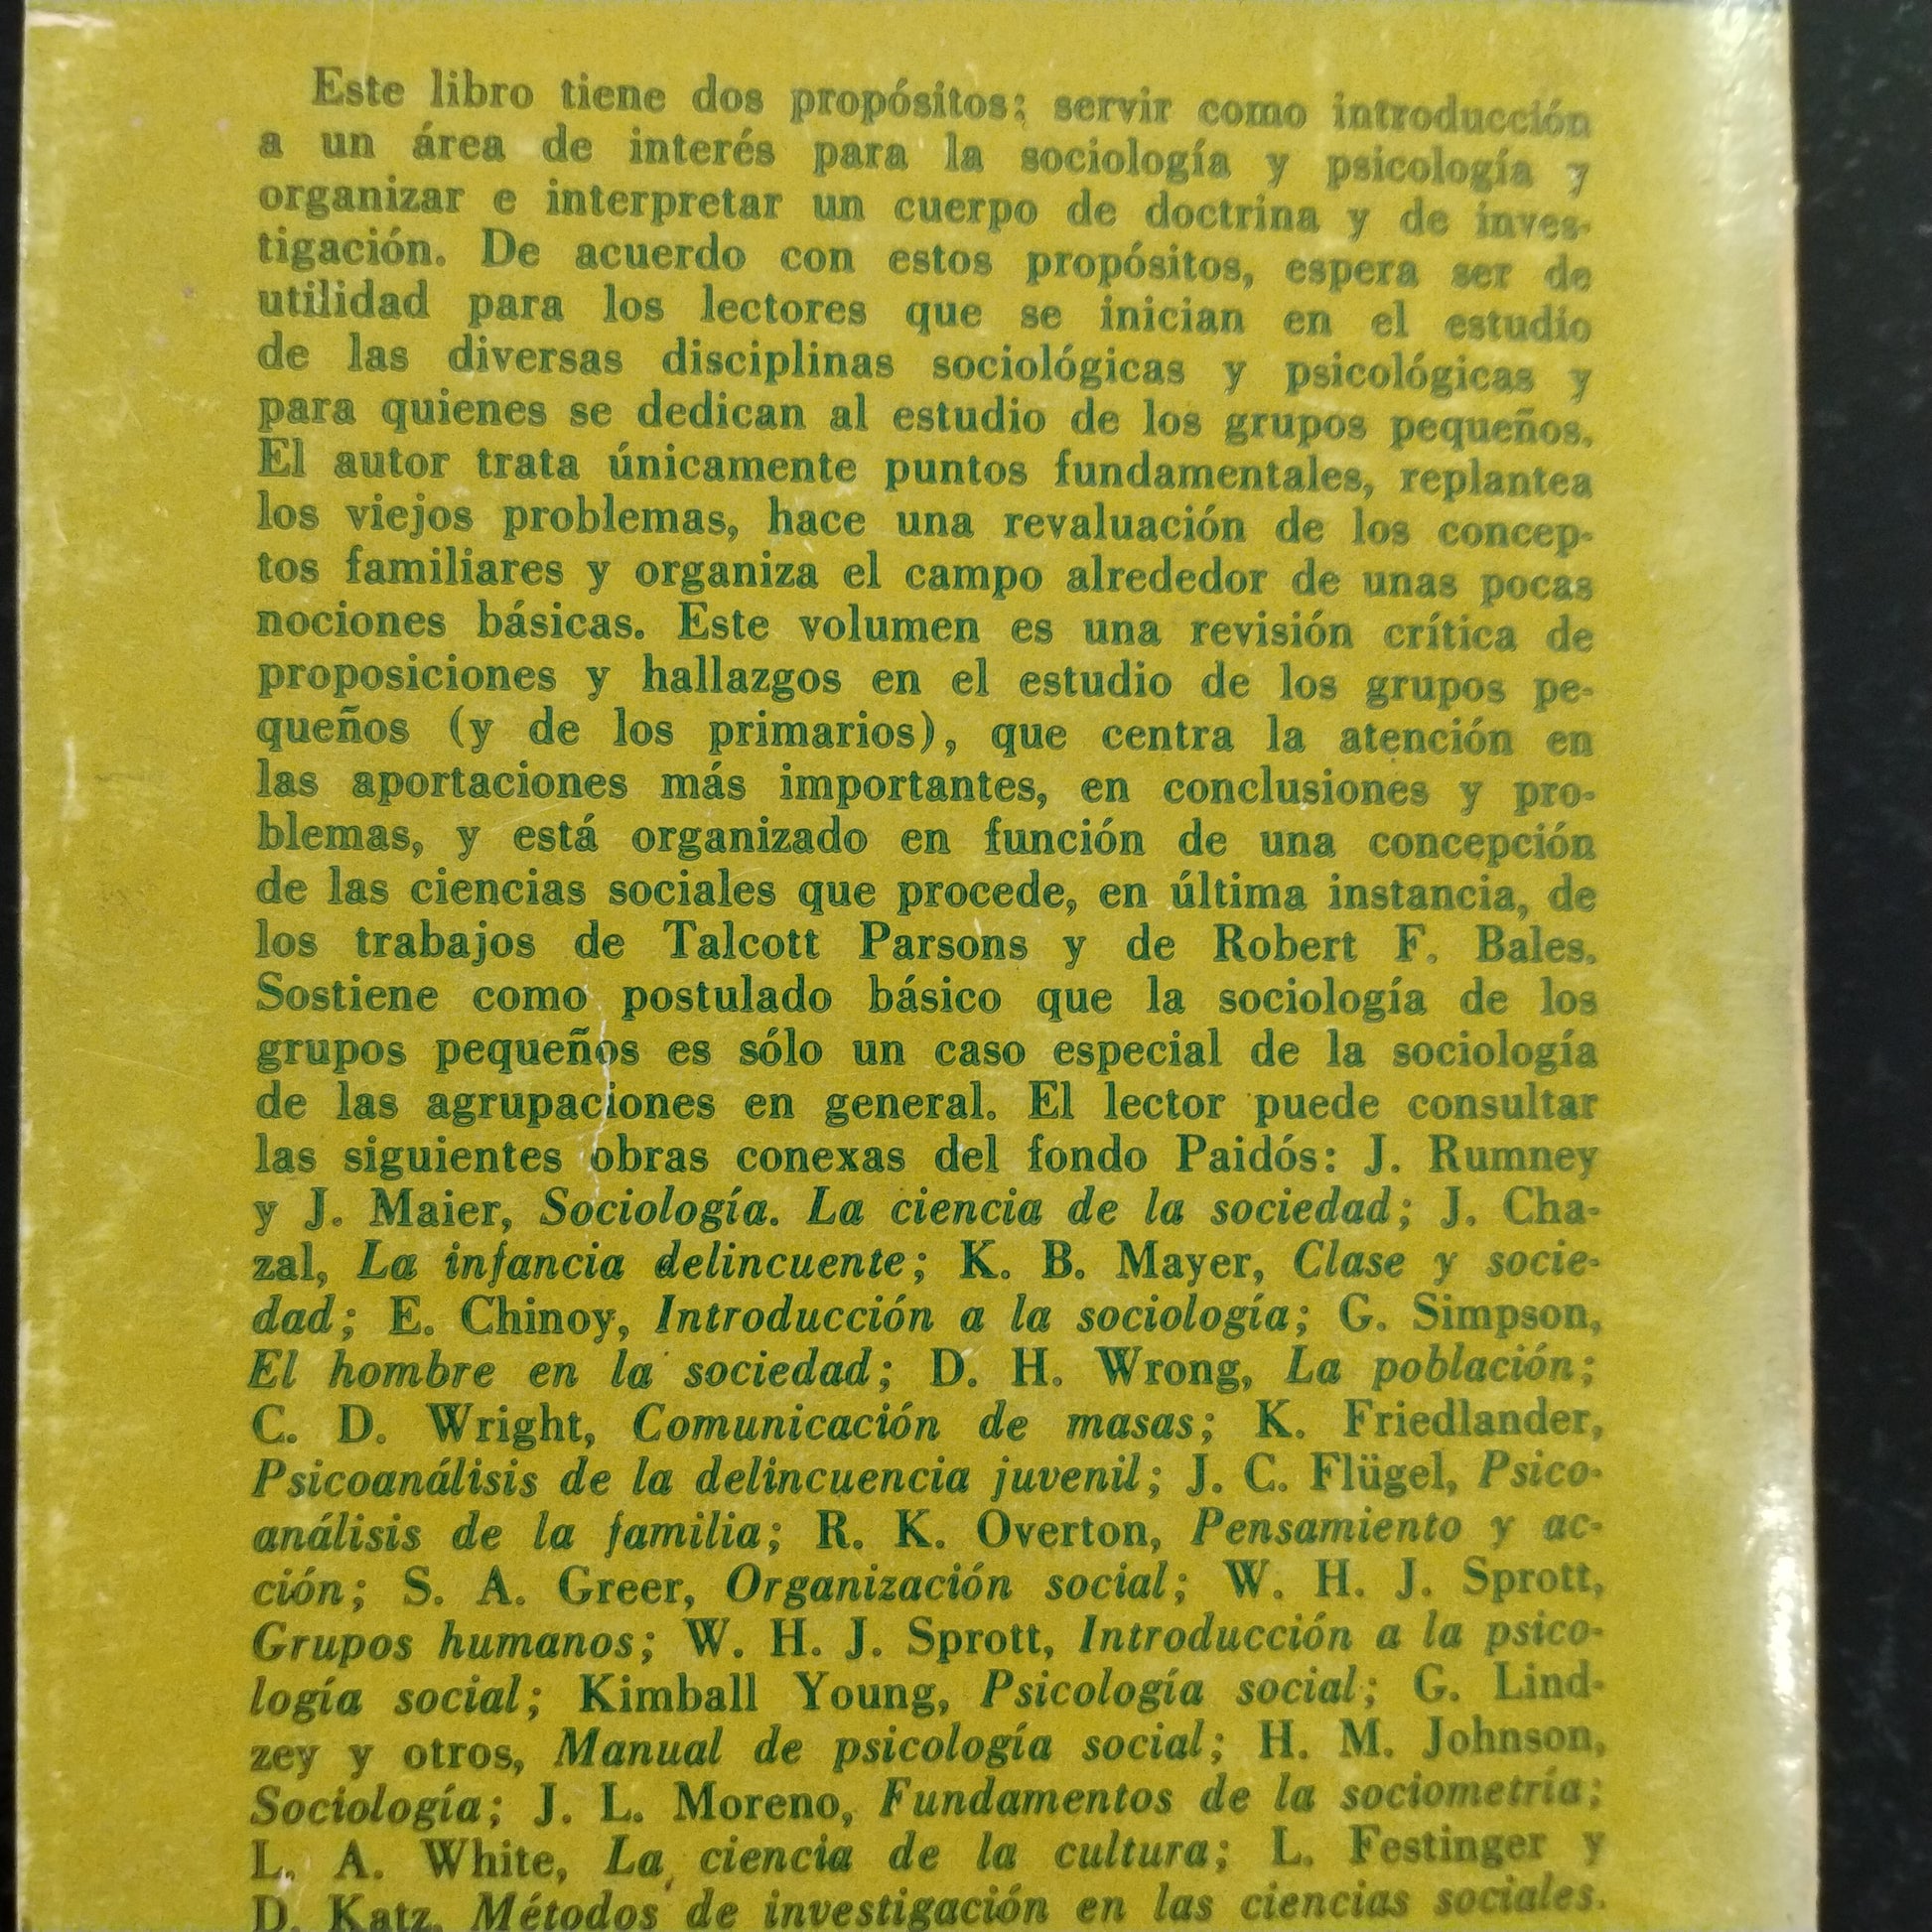 Este libro tiene dos propósitos: servir como introducción
a un área de interés para la sociología y psicología y
organizar e interpretar un cuerpo de doctrina y de inves-
tigación. De acuerdo con estos propósitos, espera ser de
utilidad para los lectores que se inician en el estudio
de las diversas disciplinas sociológicas y psicológicas y
para quienes se dedican al estudio de los grupos pequeños.
El autor trata únicamente puntos fundamentales, replantea
los viejos problemas, hace una revaluación de los concep-
tos familiares y organiza el campo alrededor de unas pocas
nociones básicas. Este volumen es una revisión crítica de
proposiciones y hallazgos en el estudio de los grupos pe-
queños (y de los primarios), que centra la atención en
las aportaciones más importantes, en conclusiones y pro-
blemas, y está organizado en función de una concepción
de las ciencias sociales que procede, en última instancia, de
los trabajos de Talcott Parsons y de Robert F. Bales.
Sostiene como postulado básico que la sociología de los
grupos pequeños es sólo un caso especial de la sociología
de las agrupaciones en general. El lector puede consultar
las siguientes obras conexas del fondo Paidós: J. Rumney
y J. Maier, Sociología. La ciencia de la sociedad; J. Cha-
zal, La infancia delincuente; K. B. Mayer, Clase y socie-
dad; E. Chinoy, Introducción a la sociología; G. Simpson,
El hombre en la sociedad; D. H. Wrong, La población;
C. D. Wright, Comunicación de masas; K. Friedlander,
Psicoanálisis de la delincuencia juvenil; J. C. Flügel, Psico-
análisis de la familia; R. K. Overton, Pensamiento y ac-
ción; S. A. Greer, Organización social; W. H. J. Sprott,
Grupos humanos; W. H. J. Sprott, Introducción a la psico-
logía social; Kimball Young, Psicología social; G. Lind-
zey y otros, Manual de psicología social; H. M. Johnson,
Sociología; J. L. Moreno, Fundamentos de la sociometría;
L. A. White, La ciencia de la cultura; L. Festinger y
D. Katz, Métodos de investigación en las ciencias sociales.